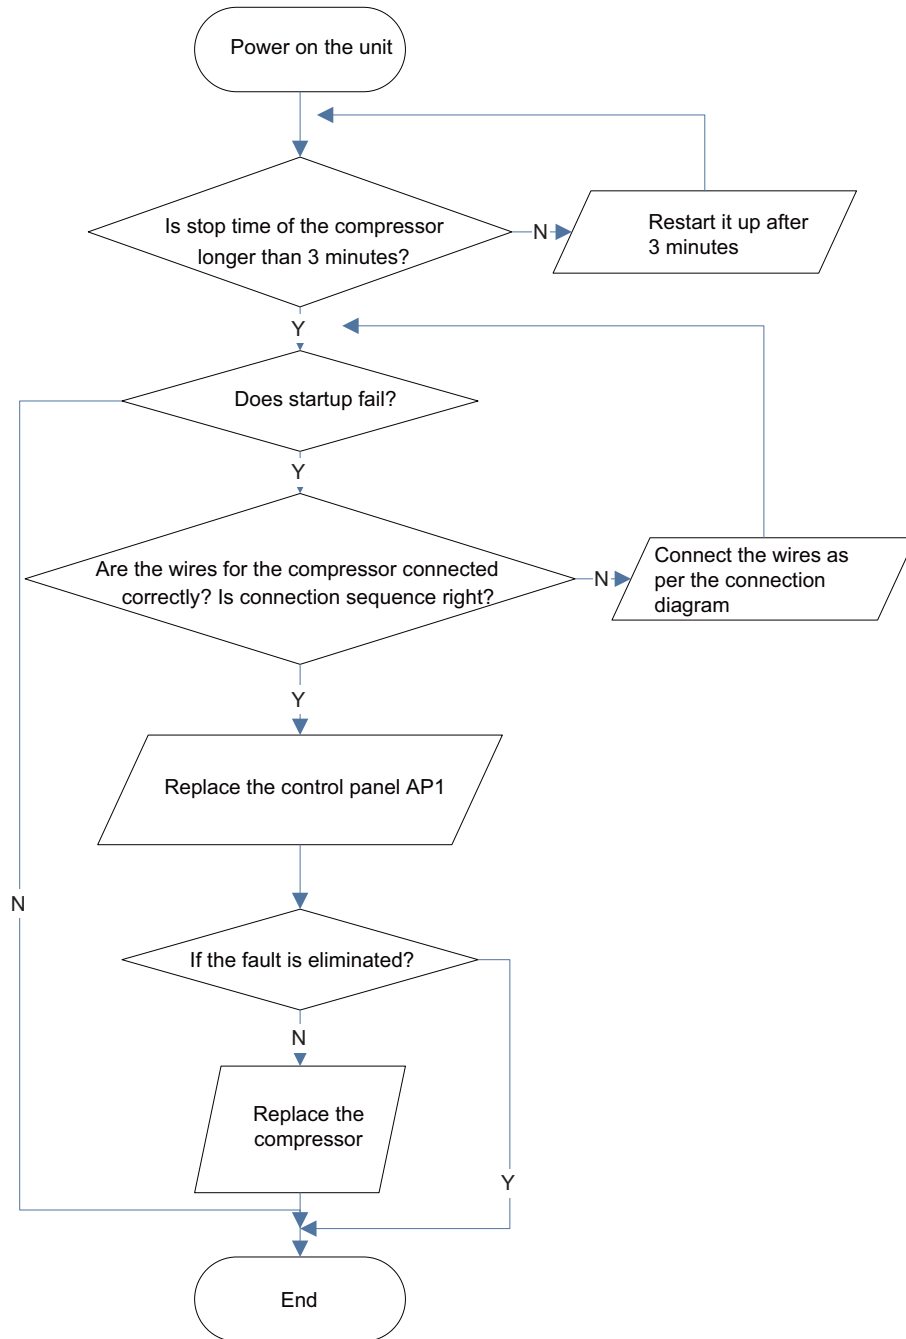 Power on the unit
Is stop time of the compressor
longer than 3 minutes?
N
Restart it up after
3 minutes
Y
Does startup fail?
Y
Are the wires for the compressor connected
correctly? Is connection sequence right?
N
Connect the wires as
per the connection
diagram
Y
Replace the control panel AP1
N
If the fault is eliminated?
N
Replace the
compressor
Y
End